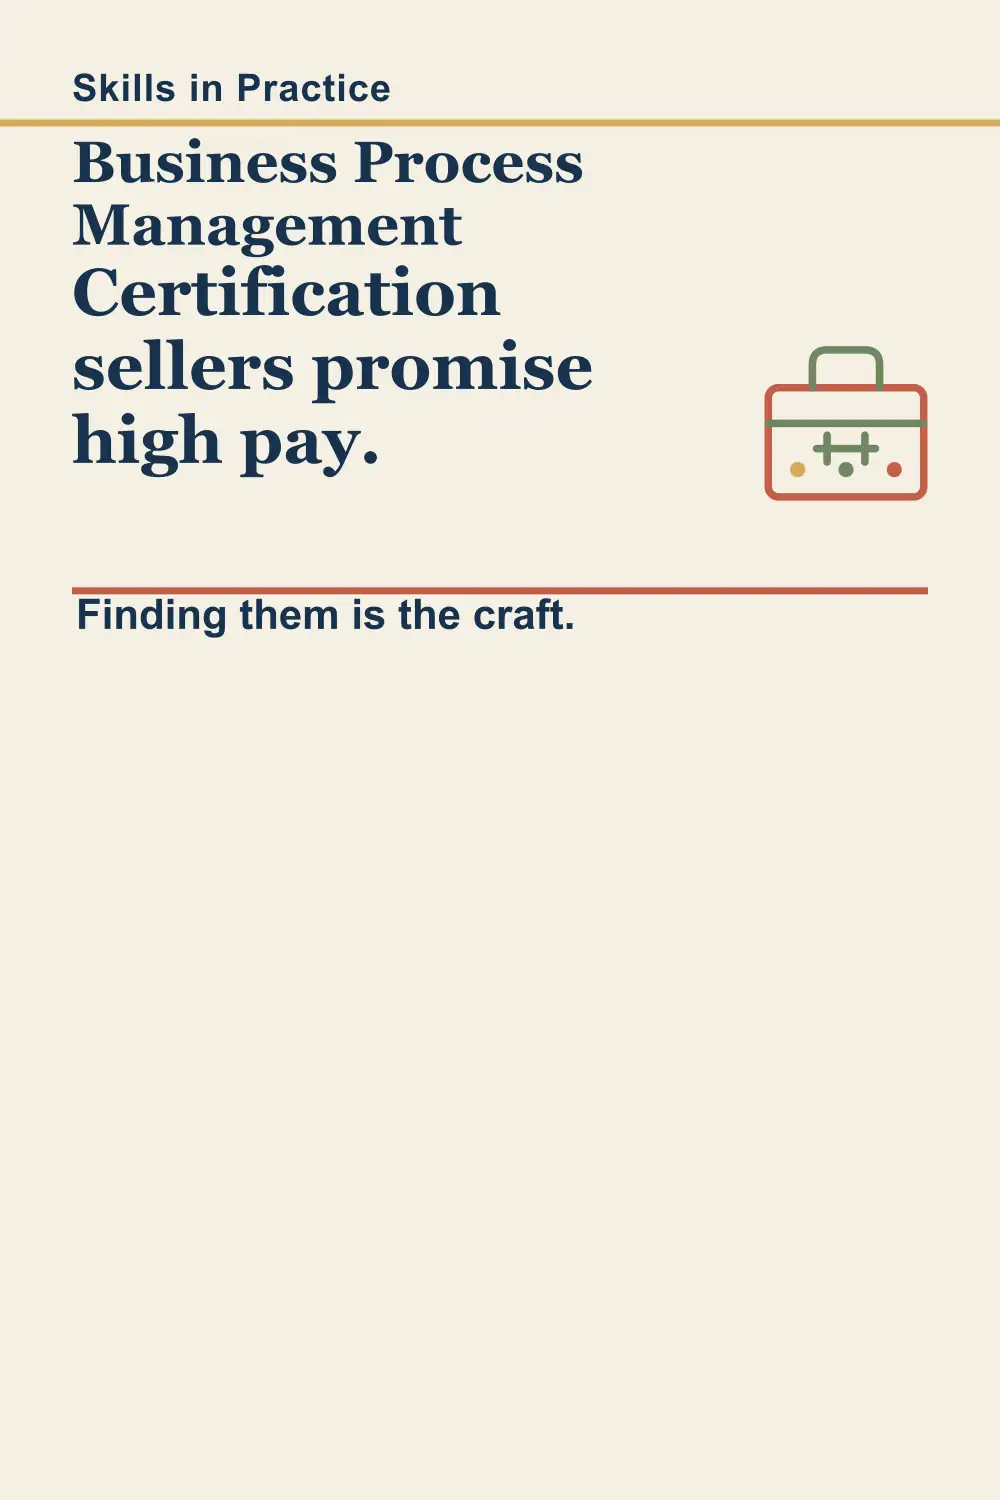 Skills in Practice
Business Process
Management
Certification
sellers promise
high pay.
Finding them is the craft.